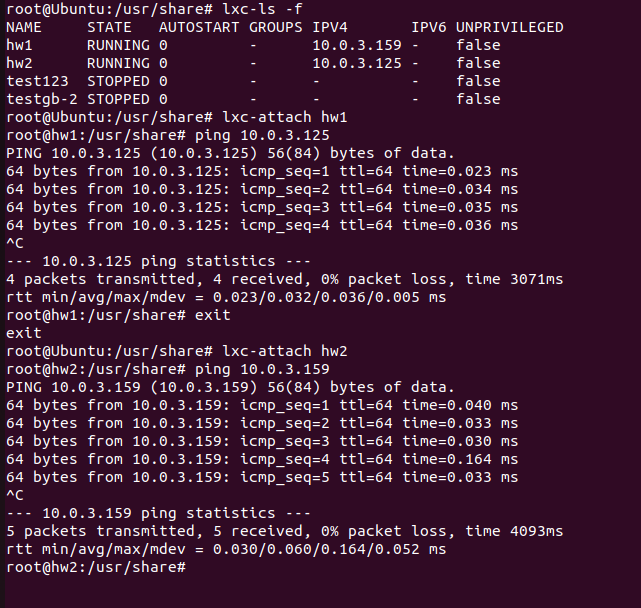 root@Ubuntu:/usr/share# lxc-ls -f
NAME     STATE   AUTOSTART GROUPS IPV4       IPV6 UNPRIVILEGED
hw1      RUNNING 0         -      10.0.3.159 -    false
hw2      RUNNING 0         -      10.0.3.125 -    false
test123  STOPPED 0         -      -          -    false
testgb-2 STOPPED 0         -      -          -    false
root@Ubuntu:/usr/share# lxc-attach hw1
root@hw1:/usr/share# ping 10.0.3.125
PING 10.0.3.125 (10.0.3.125) 56(84) bytes of data.
64 bytes from 10.0.3.125: icmp_seq=1 ttl=64 time=0.023 ms
64 bytes from 10.0.3.125: icmp_seq=2 ttl=64 time=0.034 ms
64 bytes from 10.0.3.125: icmp_seq=3 ttl=64 time=0.035 ms
64 bytes from 10.0.3.125: icmp_seq=4 ttl=64 time=0.036 ms
^C
--- 10.0.3.125 ping statistics ---
4 packets transmitted, 4 received, 0% packet loss, time 3071ms
rtt min/avg/max/mdev = 0.023/0.032/0.036/0.005 ms
root@hw1:/usr/share# exit
exit
root@Ubuntu:/usr/share# lxc-attach hw2
root@hw2:/usr/share# ping 10.0.3.159
PING 10.0.3.159 (10.0.3.159) 56(84) bytes of data.
64 bytes from 10.0.3.159: icmp_seq=1 ttl=64 time=0.040 ms
64 bytes from 10.0.3.159: icmp_seq=2 ttl=64 time=0.033 ms
64 bytes from 10.0.3.159: icmp_seq=3 ttl=64 time=0.030 ms
64 bytes from 10.0.3.159: icmp_seq=4 ttl=64 time=0.164 ms
64 bytes from 10.0.3.159: icmp_seq=5 ttl=64 time=0.033 ms
^C
--- 10.0.3.159 ping statistics ---
5 packets transmitted, 5 received, 0% packet loss, time 4093ms
rtt min/avg/max/mdev = 0.030/0.060/0.164/0.052 ms
root@hw2:/usr/share#